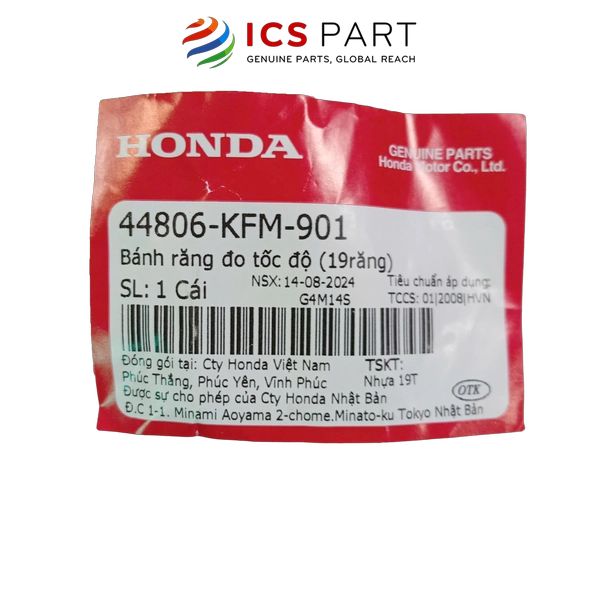 ICS PART
GENUINE PARTS, GLOBAL REACH
HONDA
GENUINE PARTS
Honda Motor Co., Ltd.
44806-KFM-901
Bánh răng đo tốc độ (19răng)
SL: 1 Cái
NSX: 14-08-2024
G4M14S
Tiêu chuẩn áp dụng:
TCCS: 01|2008|HVN
Đóng gói tại: Cty Honda Việt Nam
Phúc Thắng, Phúc Yên, Vĩnh Phúc
TSKT:
Nhựa 19T
Được sự cho phép của Cty Honda Nhật Bản
Đ.C 1-1. Minami Aoyama 2-chome.Minato-ku Tokyo Nhật Bản
OTK